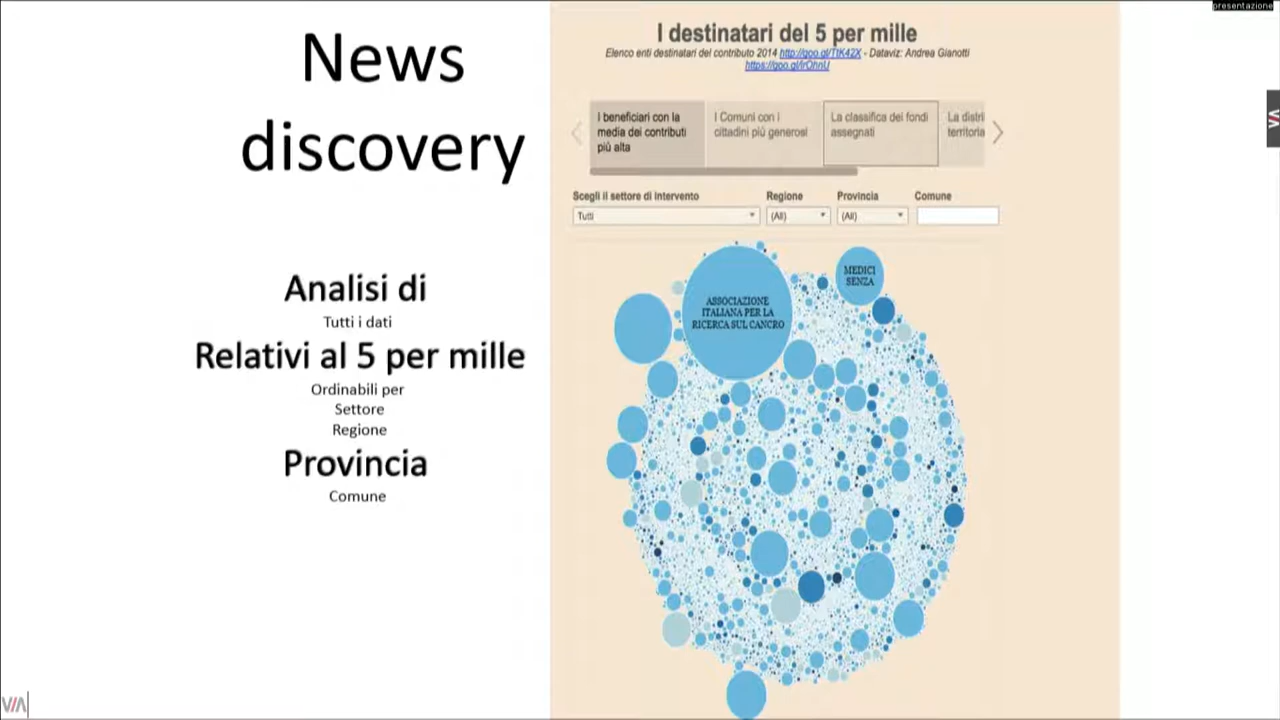 presentazione
News
discovery
Analisi di
Tutti i dati
Relativi al 5 per mille
Ordinabili per
Settore
Regione
Provincia
Comune
I destinatari del 5 per mille
Elenco enti destinatari del contributo 2014 http://goo.gl/TtK42X - Dataviz: Andrea Gianotti
https://goo.gl/irOhnU
I beneficiari con la
media dei contributi
più alta
I Comuni con i
cittadini più generosi
La classifica dei fondi
assegnati
La distri
territoria
Scegli il settore di intervento
Regione
Provincia
Comune
Tutti
(All)
(All)
ASSOCIAZIONE
ITALIANA PER LA
RICERCA SUL CANCRO
MEDICI
SENZA
VIA